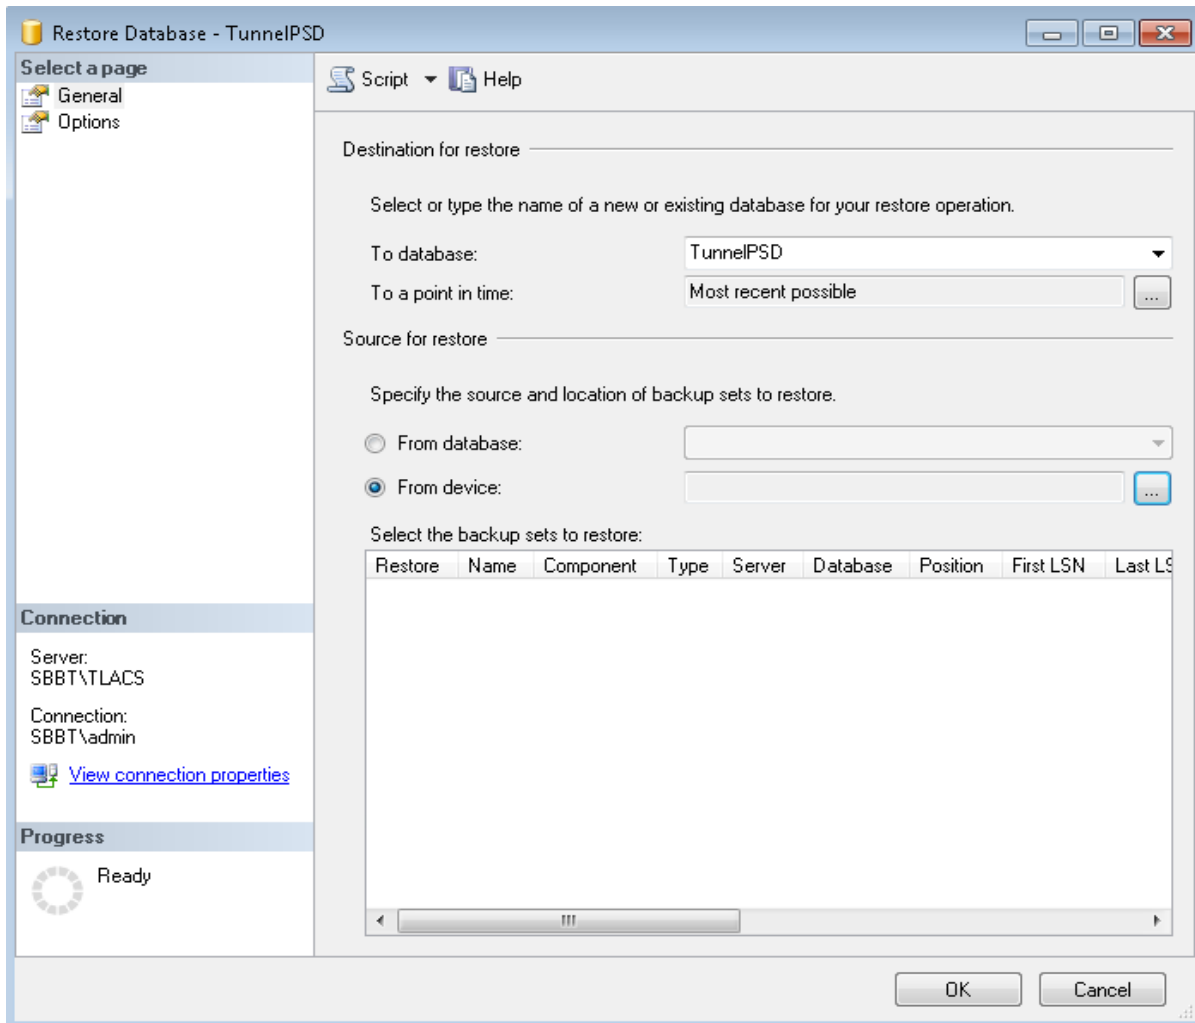 Restore Database - TunnelPSD
Select a page
General
Options
Script
Help
Destination for restore
Select or type the name of a new or existing database for your restore operation.
To database:
TunnelPSD
To a point in time:
Most recent possible
...
Source for restore
Specify the source and location of backup sets to restore.
From database:
From device:
...
Select the backup sets to restore:
Restore Name Component Type Server Database Position First LSN Last LS
Connection
Server:
SBBT\TLACS
Connection:
SBBT\admin
View connection properties
Progress
Ready
OK
Cancel